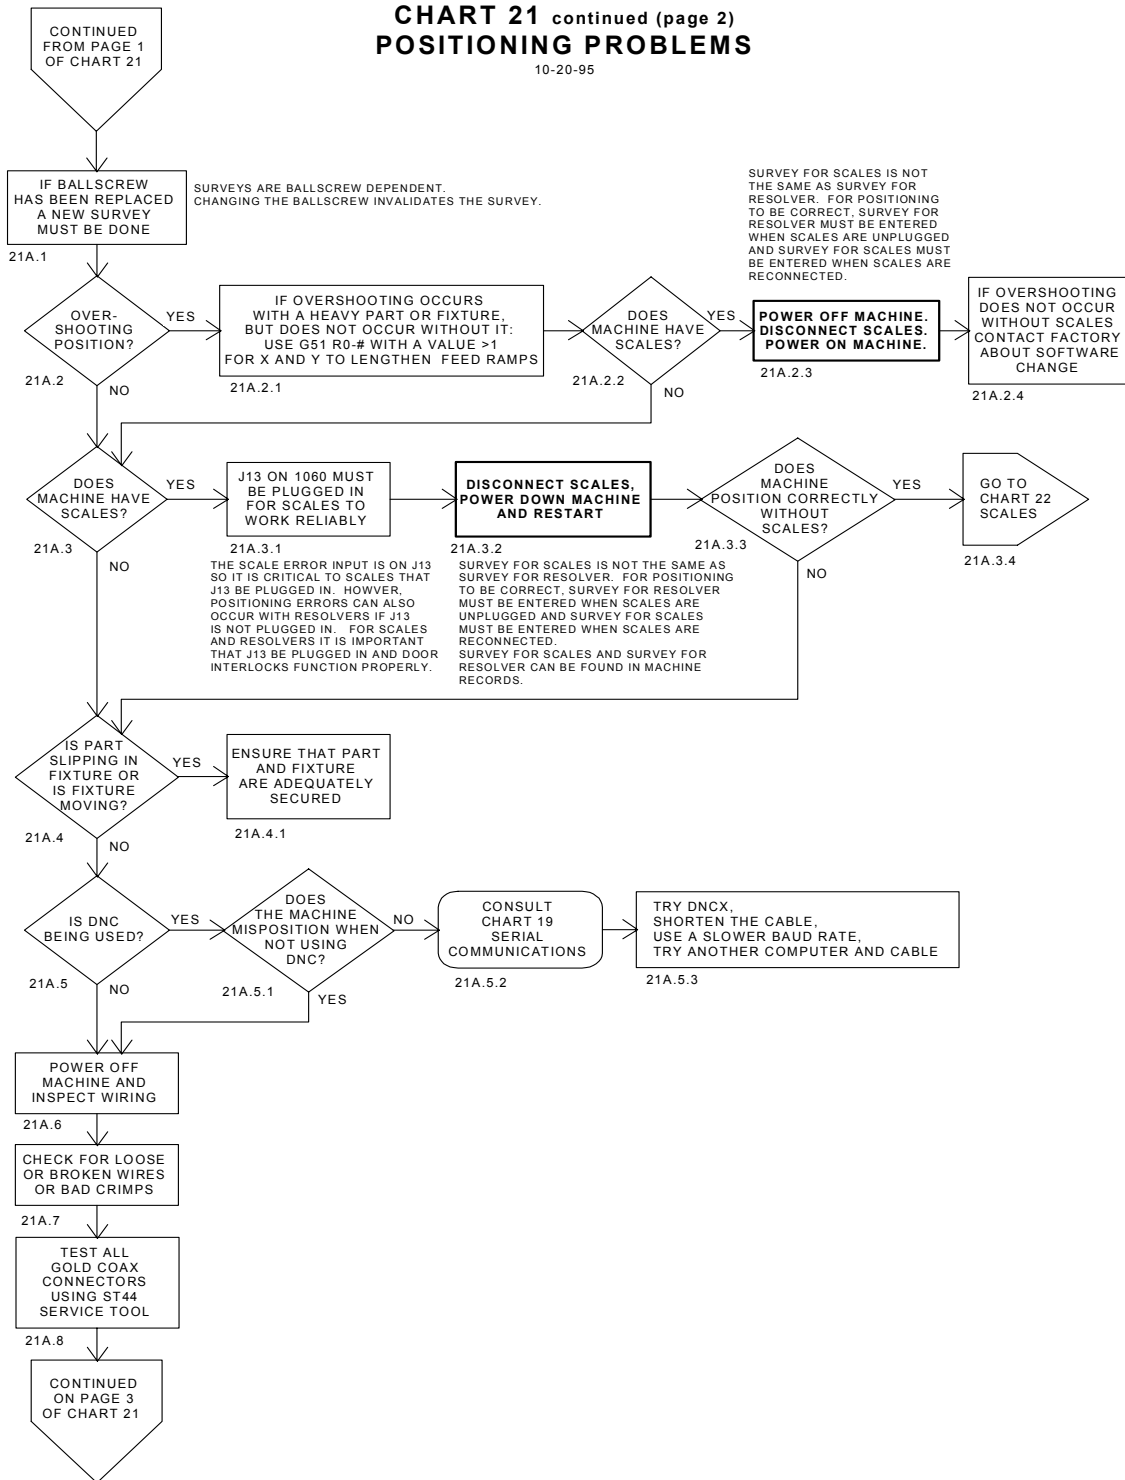 CHART 21 continued (page 2)
POSITIONING PROBLEMS
10-20-95
CONTINUED
FROM PAGE 1
OF CHART 21
IF BALLSCREW
HAS BEEN REPLACED
A NEW SURVEY
MUST BE DONE
21A.1
SURVEYS ARE BALLSCREW DEPENDENT.
CHANGING THE BALLSCREW INVALIDATES THE SURVEY.
OVER-
SHOOTING
POSITION?
21A.2
YES
NO
IF OVERSHOOTING OCCURS
WITH A HEAVY PART OR FIXTURE,
BUT DOES NOT OCCUR WITHOUT IT:
USE G51 R0-# WITH A VALUE >1
FOR X AND Y TO LENGTHEN FEED RAMPS
21A.2.1
DOES
MACHINE HAVE
SCALES?
21A.2.2
YES
NO
SURVEY FOR SCALES IS NOT
THE SAME AS SURVEY FOR
RESOLVER. FOR POSITIONING
TO BE CORRECT, SURVEY FOR
RESOLVER MUST BE ENTERED
WHEN SCALES ARE UNPLUGGED
AND SURVEY FOR SCALES MUST
BE ENTERED WHEN SCALES ARE
RECONNECTED.
POWER OFF MACHINE.
DISCONNECT SCALES.
POWER ON MACHINE.
21A.2.3
IF OVERSHOOTING
DOES NOT OCCUR
WITHOUT SCALES
CONTACT FACTORY
ABOUT SOFTWARE
CHANGE
21A.2.4
DOES
MACHINE HAVE
SCALES?
21A.3
YES
NO
J13 ON 1060 MUST
BE PLUGGED IN
FOR SCALES TO
WORK RELIABLY
21A.3.1
THE SCALE ERROR INPUT IS ON J13
SO IT IS CRITICAL TO SCALES THAT
J13 BE PLUGGED IN. HOWVER,
POSITIONING ERRORS CAN ALSO
OCCUR WITH RESOLVERS IF J13
IS NOT PLUGGED IN. FOR SCALES
AND RESOLVERS IT IS IMPORTANT
THAT J13 BE PLUGGED IN AND DOOR
INTERLOCKS FUNCTION PROPERLY.
DISCONNECT SCALES,
POWER DOWN MACHINE
AND RESTART
21A.3.2
SURVEY FOR SCALES IS NOT THE SAME AS
SURVEY FOR RESOLVER. FOR POSITIONING
TO BE CORRECT, SURVEY FOR RESOLVER
MUST BE ENTERED WHEN SCALES ARE
UNPLUGGED AND SURVEY FOR SCALES
MUST BE ENTERED WHEN SCALES ARE
RECONNECTED.
SURVEY FOR SCALES AND SURVEY FOR
RESOLVER CAN BE FOUND IN MACHINE
RECORDS.
DOES
MACHINE
POSITION CORRECTLY
WITHOUT
SCALES?
21A.3.3
YES
NO
GO TO
CHART 22
SCALES
21A.3.4
IS PART
SLIPPING IN
FIXTURE OR
IS FIXTURE
MOVING?
21A.4
YES
NO
ENSURE THAT PART
AND FIXTURE
ARE ADEQUATELY
SECURED
21A.4.1
IS DNC
BEING USED?
21A.5
YES
NO
DOES
THE MACHINE
MISPOSITION WHEN
NOT USING
DNC?
21A.5.1
NO
YES
CONSULT
CHART 19
SERIAL
COMMUNICATIONS
21A.5.2
TRY DNCX,
SHORTEN THE CABLE,
USE A SLOWER BAUD RATE,
TRY ANOTHER COMPUTER AND CABLE
21A.5.3
POWER OFF
MACHINE AND
INSPECT WIRING
21A.6
CHECK FOR LOOSE
OR BROKEN WIRES
OR BAD CRIMPS
21A.7
TEST ALL
GOLD COAX
CONNECTORS
USING ST44
SERVICE TOOL
21A.8
CONTINUED
ON PAGE 3
OF CHART 21